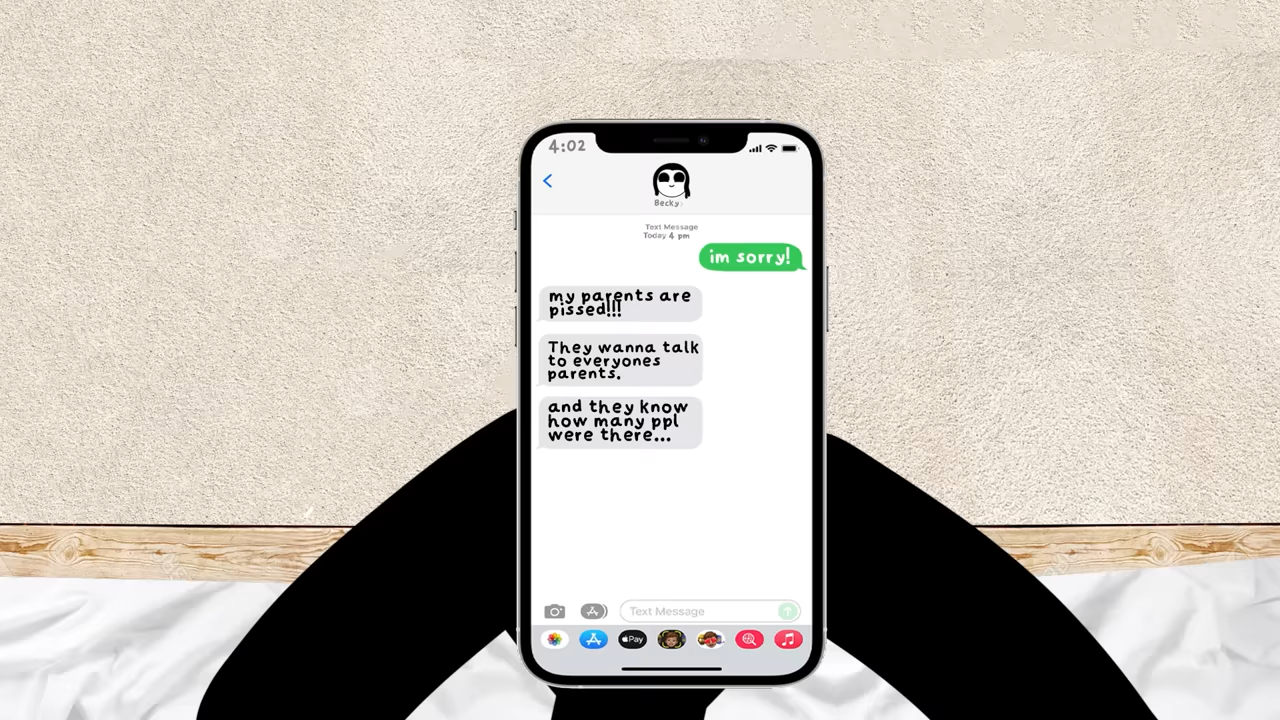 4:02
Becky
Text Message
Today 4 pm
im sorry!
my parents are
pissed!!!
They wanna talk
to everyones
parents.
and they know
how many ppl
were there...
Text Message
Pay